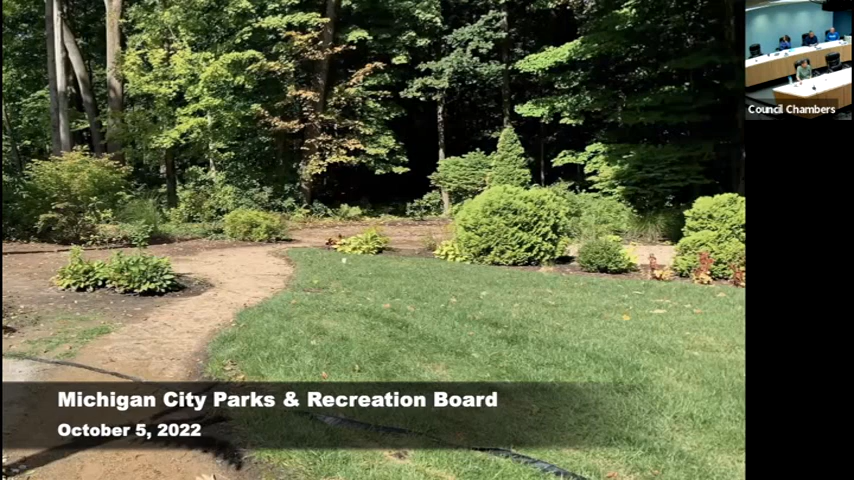 Council Chambers
Michigan City Parks & Recreation Board
October 5, 2022